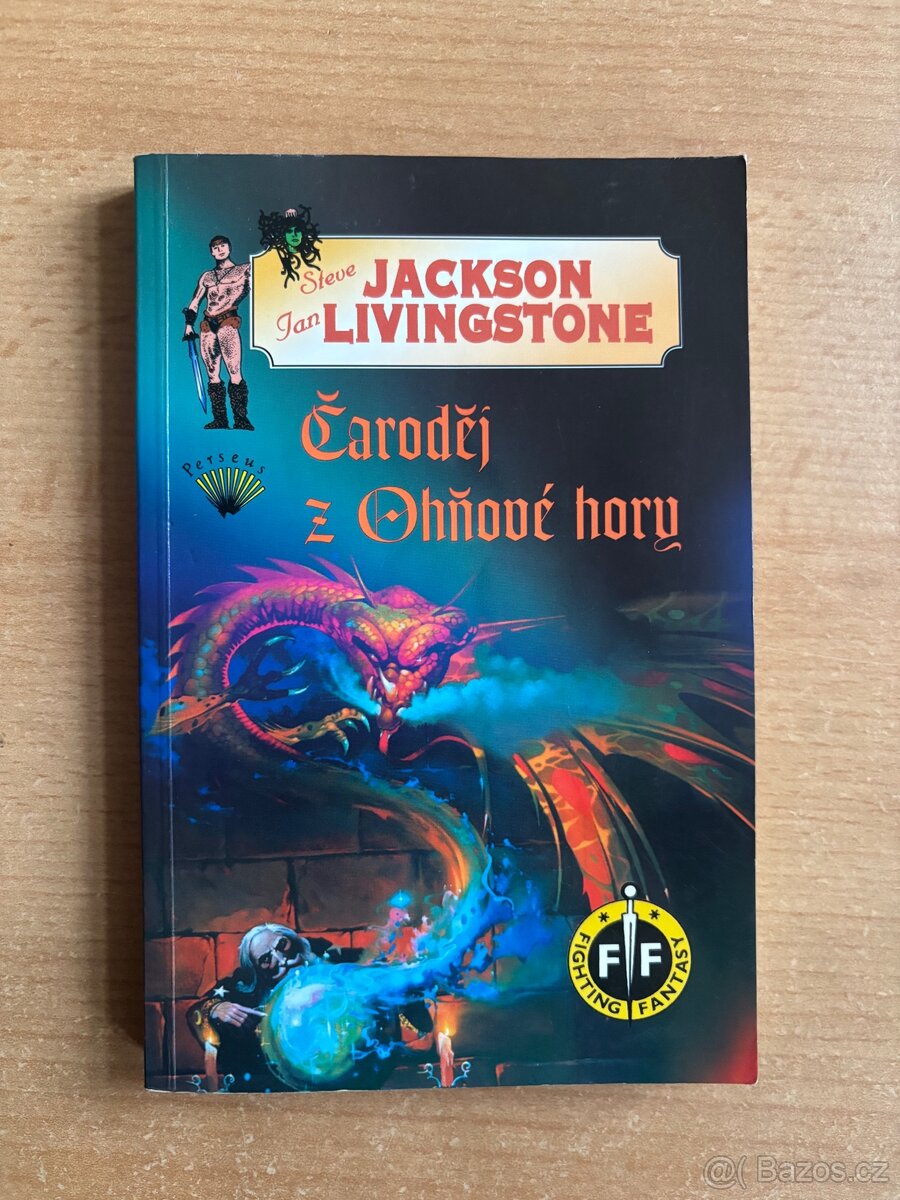 Steve JACKSON
Ian LIVINGSTONE
Čaroděj
z Ohňové hory
Perseus
FIGHTING FANTASY
FF
@( Bazos.cz